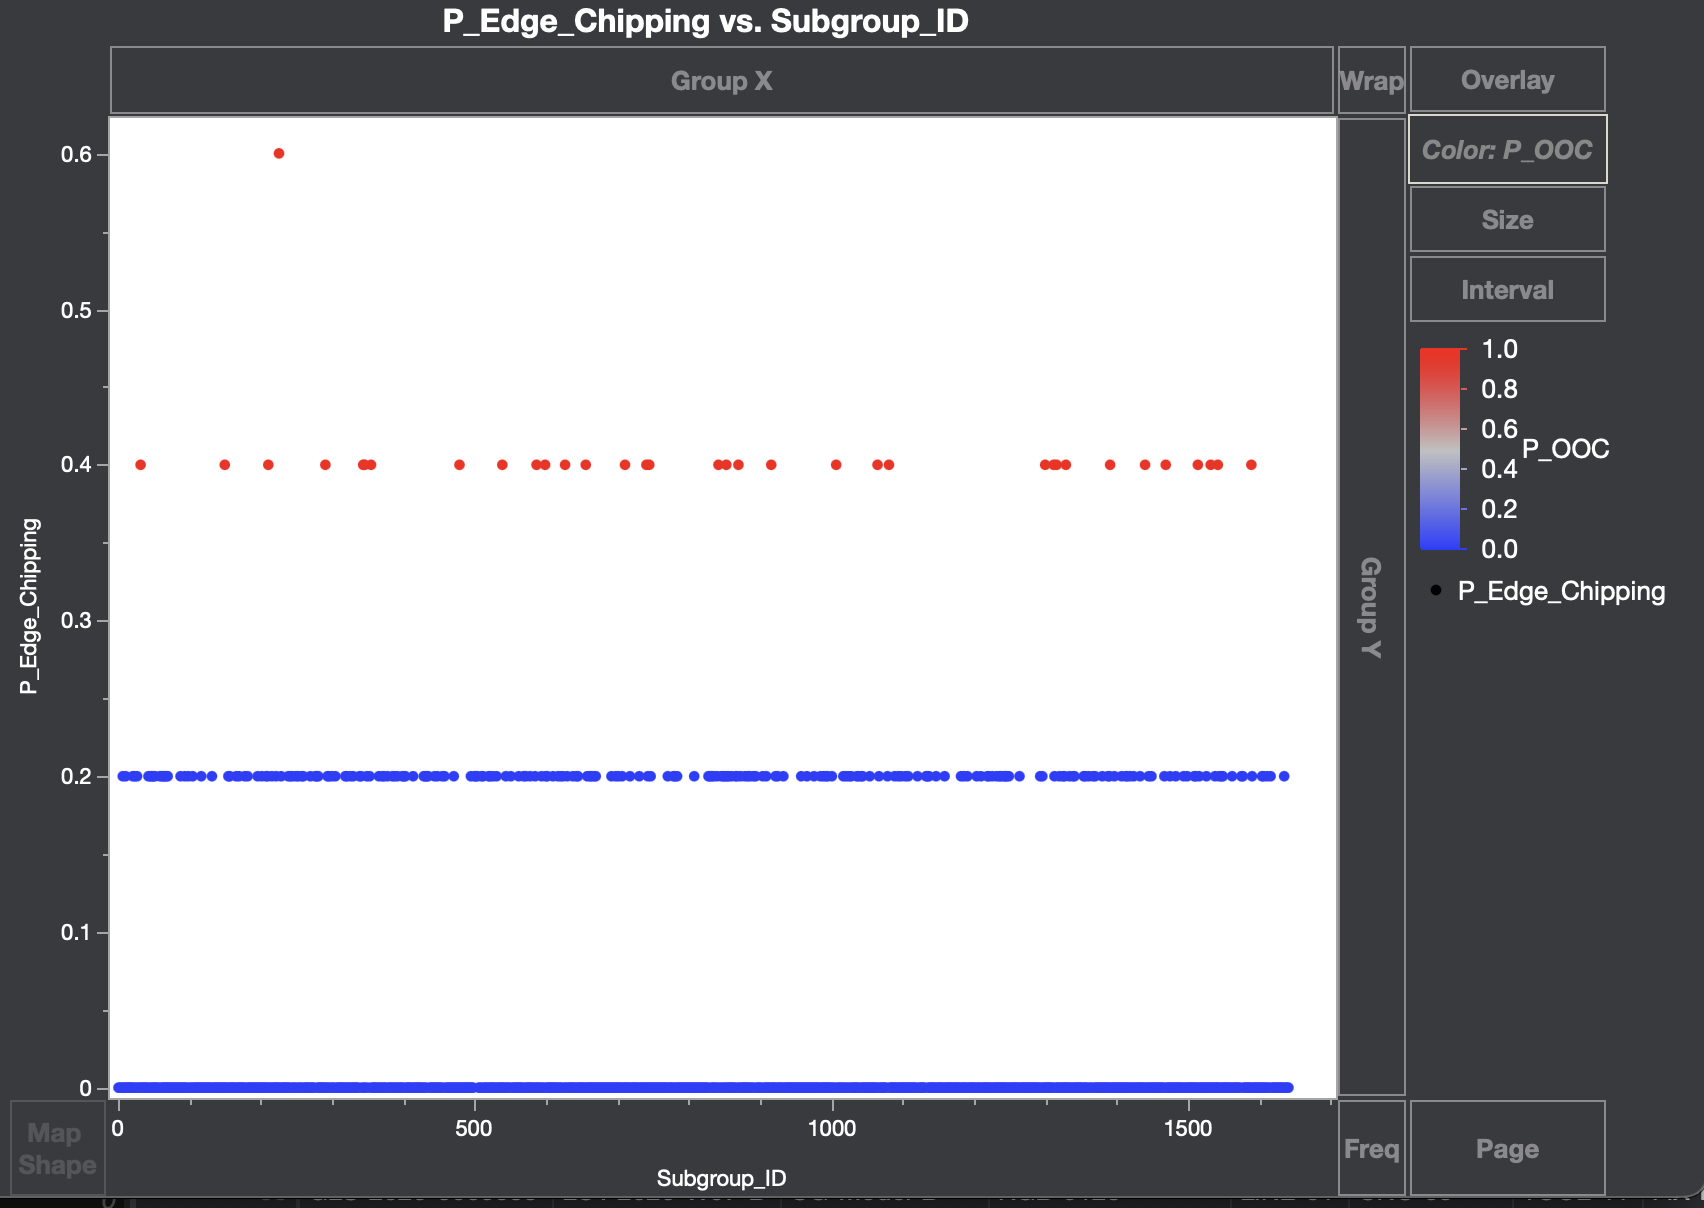 P_Edge_Chipping vs. Subgroup_ID
Group X
Wrap
Overlay
Color: P_OOC
Size
Interval
1.0
0.8
0.6
0.4
0.2
0.0
P_OOC
P_Edge_Chipping
Group Y
0.6
0.5
0.4
0.3
0.2
0.1
0
P_Edge_Chipping
0
500
1000
1500
Subgroup_ID
Map
Shape
Freq
Page